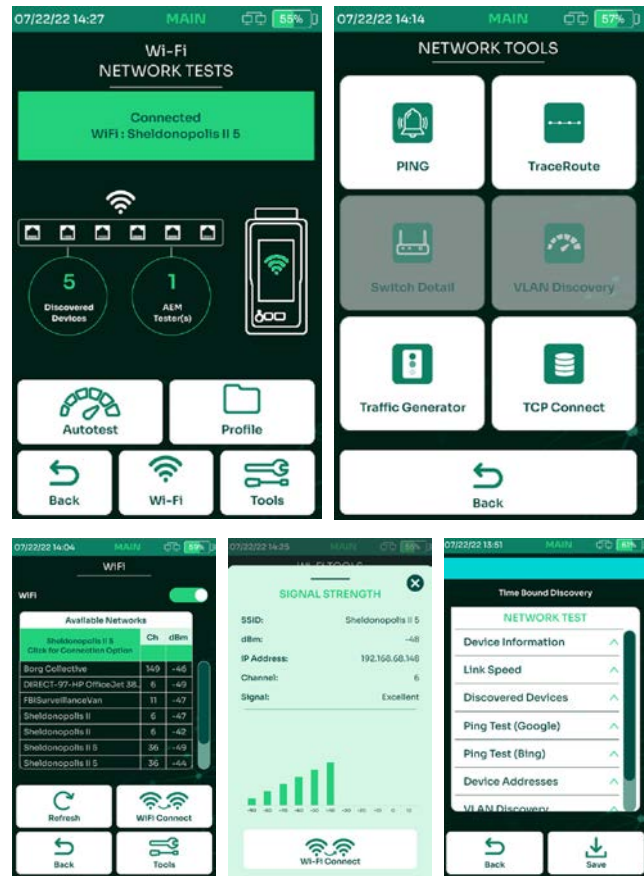 07/22/22 14:27 MAIN 55%
Wi-Fi
NETWORK TESTS
Connected
WiFi : Sheldonopolis II 5
5
Discovered
Devices
1
AEM
Tester(s)
Autotest
Profile
Back
Wi-Fi
Tools
07/22/22 14:14 MAIN 57%
NETWORK TOOLS
PING
TraceRoute
Switch Detail
VLAN Discovery
Traffic Generator
TCP Connect
Back
07/22/22 14:04 MAIN 59%
WiFi
WiFi
Available Networks
Sheldonopolis II 5
Click for Connection Option
Ch dBm
Borg Collective 149 -46
DIRECT-97-HP OfficeJet 38.. 6 -49
FBISurveillanceVan 11 -47
Sheldonopolis II 6 -47
Sheldonopolis II 6 -42
Sheldonopolis II 5 36 -49
Sheldonopolis II 5 36 -44
Refresh
WiFi Connect
Back
Tools
07/22/22 14:25 MAIN
WI-FI TOOLS
SIGNAL STRENGTH
SSID: Sheldonopolis II 5
dBm: -48
IP Address: 192.168.68.148
Channel: 6
Signal: Excellent
Wi-Fi Connect
07/22/22 13:51 MAIN 61%
Time Bound Discovery
NETWORK TEST
Device Information
Link Speed
Discovered Devices
Ping Test (Google)
Ping Test (Bing)
Device Addresses
VLAN Discovery
Back
Save